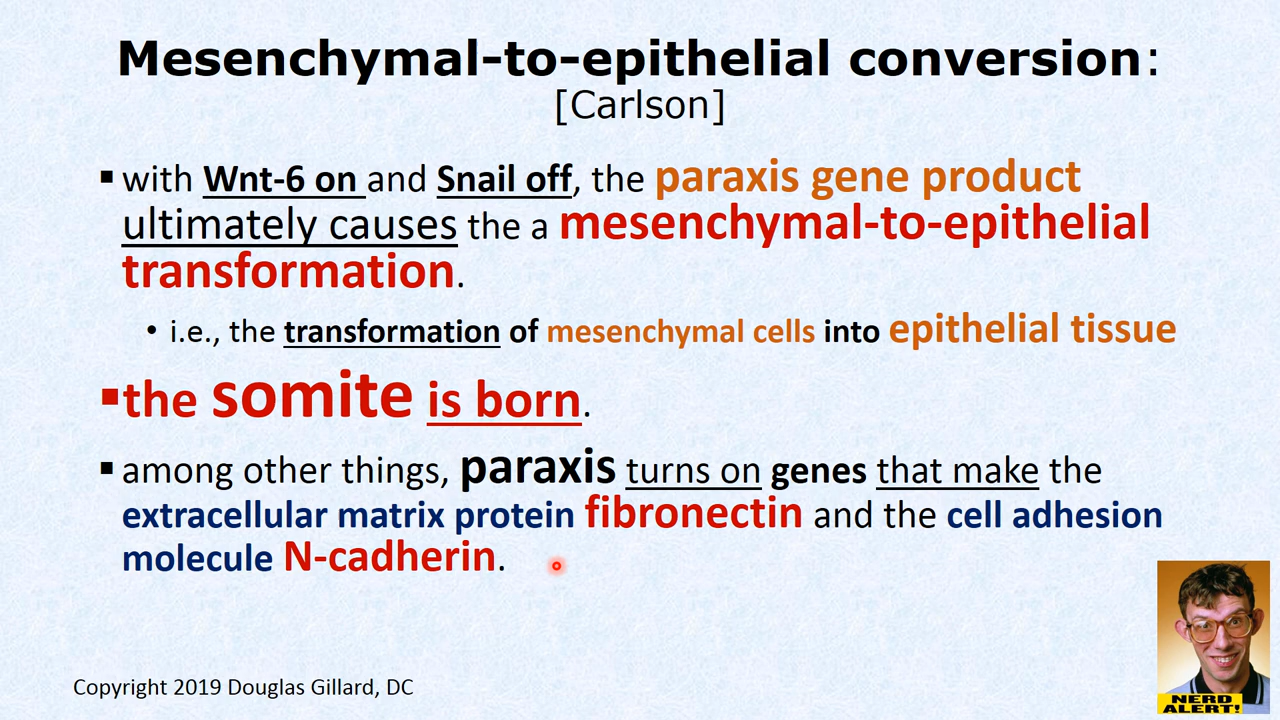 Mesenchymal-to-epithelial conversion:
[Carlson]
▪ with Wnt-6 on and Snail off, the paraxis gene product
ultimately causes the a mesenchymal-to-epithelial
transformation.
• i.e., the transformation of mesenchymal cells into epithelial tissue
▪the somite is born.
▪ among other things, paraxis turns on genes that make the
extracellular matrix protein fibronectin and the cell adhesion
molecule N-cadherin.
Copyright 2019 Douglas Gillard, DC
NERD
ALERT!